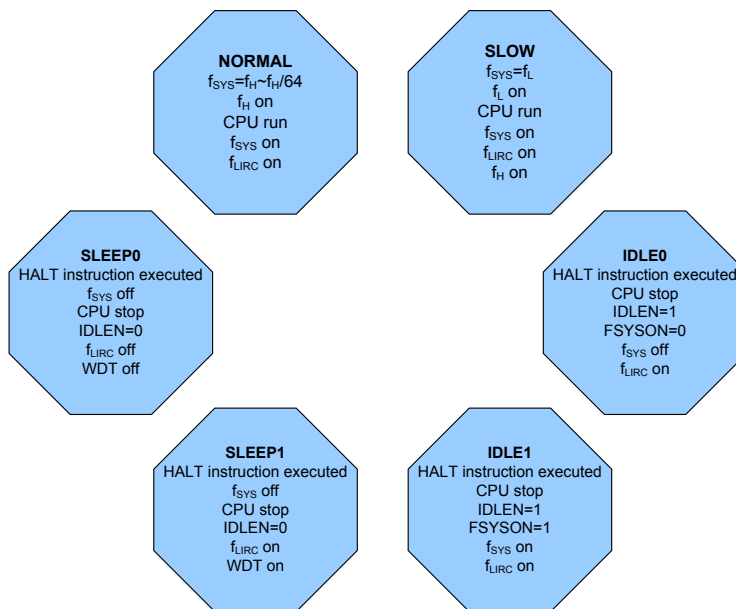 NORMAL
fSYS=fH~fH/64
fH on
CPU run
fSYS on
fLIRC on
SLOW
fSYS=fL
fL on
CPU run
fSYS on
fLIRC on
fH on
SLEEP0
HALT instruction executed
fSYS off
CPU stop
IDLEN=0
fLIRC off
WDT off
IDLE0
HALT instruction executed
CPU stop
IDLEN=1
FSYSON=0
fSYS off
fLIRC on
SLEEP1
HALT instruction executed
fSYS off
CPU stop
IDLEN=0
fLIRC on
WDT on
IDLE1
HALT instruction executed
CPU stop
IDLEN=1
FSYSON=1
fSYS on
fLIRC on